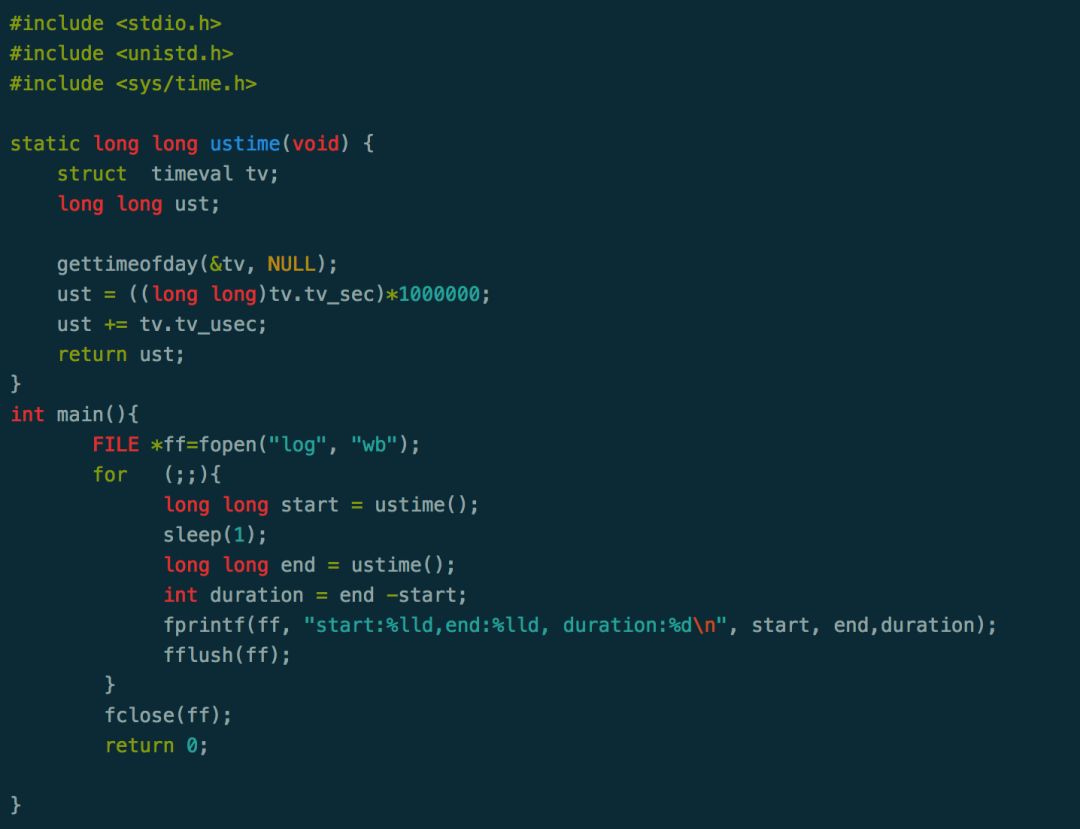 #include <stdio.h>
#include <unistd.h>
#include <sys/time.h>

static long long ustime(void) {
    struct  timeval tv;
    long long ust;

    gettimeofday(&tv, NULL);
    ust = ((long long)tv.tv_sec)*1000000;
    ust += tv.tv_usec;
    return ust;
}
int main(){
       FILE *ff=fopen("log", "wb");
       for   (;;){
             long long start = ustime();
             sleep(1);
             long long end = ustime();
             int duration = end -start;
             fprintf(ff, "start:%lld,end:%lld, duration:%d\n", start, end,duration);
             fflush(ff);
        }
        fclose(ff);
        return 0;

}